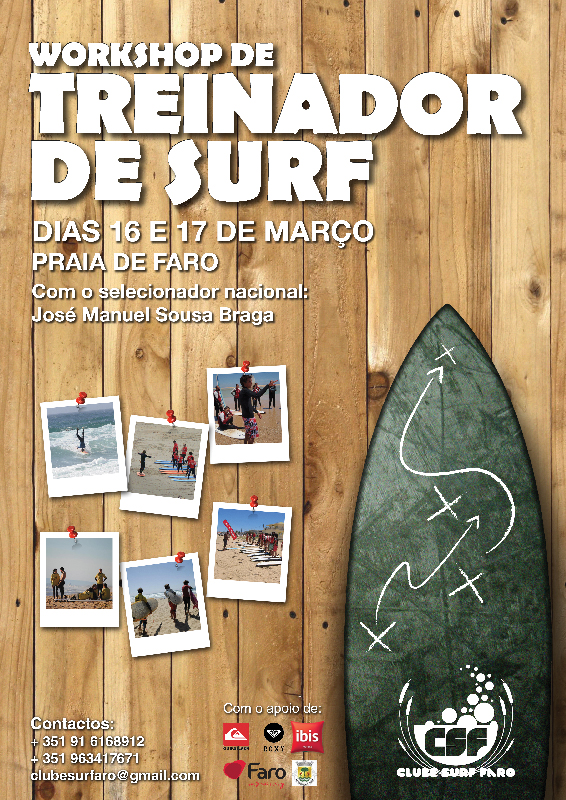 WORKSHOP DE
TREINADOR
DE SURF
DIAS 16 E 17 DE MARÇO
PRAIA DE FARO
Com o selecionador nacional:
José Manuel Sousa Braga
Com o apoio de:
QUIKSILVER
ROXY
ibis
Faro
Contactos:
+ 351 91 6168912
+ 351 963417671
clubesurfaro@gmail.com
CSF
CLUBE SURF FARO